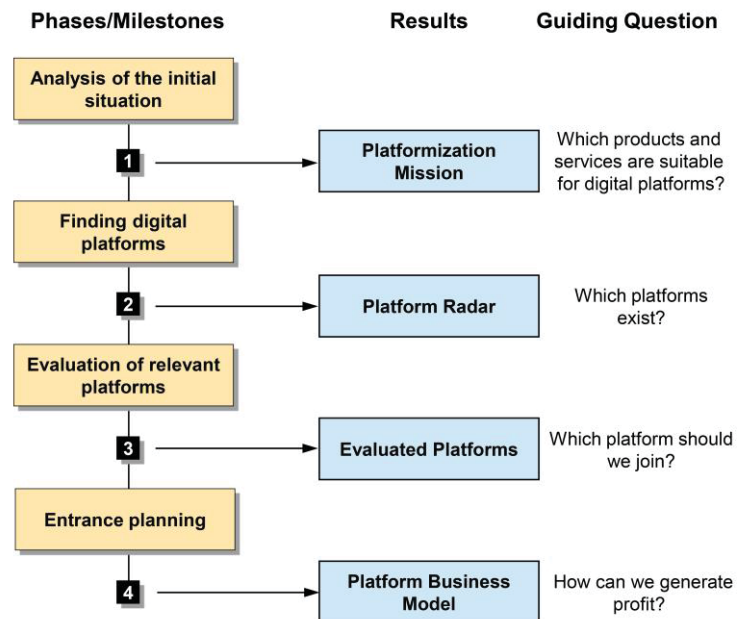 Phases/Milestones
Results
Guiding Question
Analysis of the initial
situation
1
Platformization
Mission
Which products and
services are suitable
for digital platforms?
Finding digital
platforms
2
Platform Radar
Which platforms
exist?
Evaluation of relevant
platforms
3
Evaluated Platforms
Which platform should
we join?
Entrance planning
4
Platform Business
Model
How can we generate
profit?